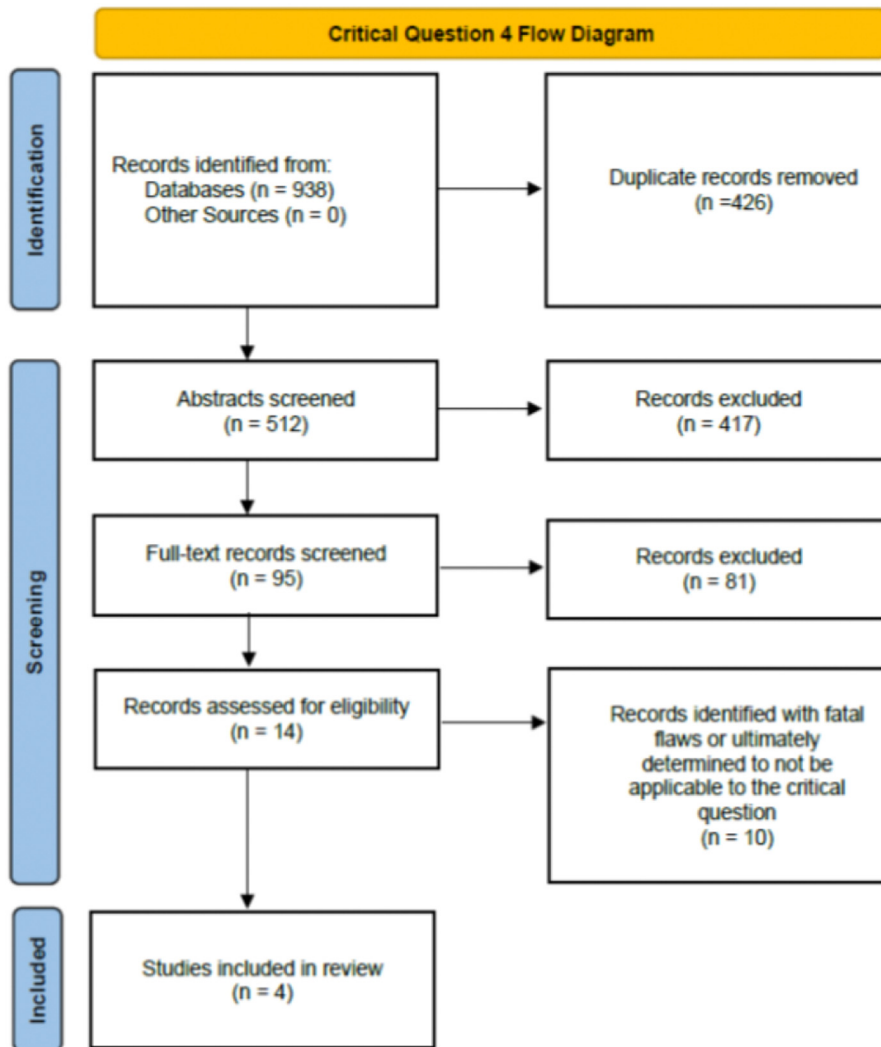 Critical Question 4 Flow Diagram
Identification
Records identified from:
Databases (n = 938)
Other Sources (n = 0)
Duplicate records removed
(n =426)
Screening
Abstracts screened
(n = 512)
Records excluded
(n = 417)
Full-text records screened
(n = 95)
Records excluded
(n = 81)
Records assessed for eligibility
(n = 14)
Records identified with fatal
flaws or ultimately
determined to not be
applicable to the critical
question
(n = 10)
Included
Studies included in review
(n = 4)